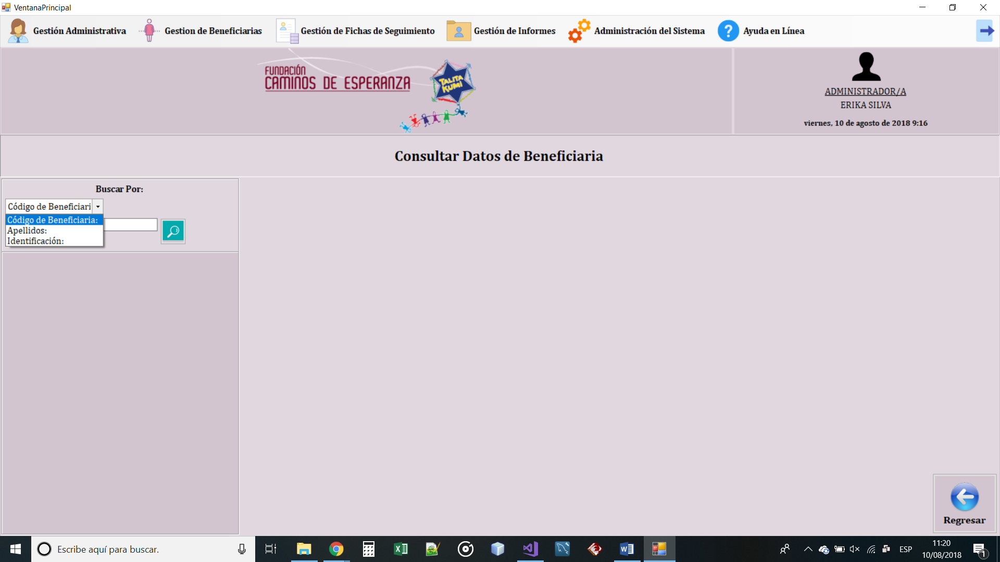 VentanaPrincipal
Gestión Administrativa
Gestion de Beneficiarias
Gestión de Fichas de Seguimiento
Gestión de Informes
Administración del Sistema
Ayuda en Línea
FUNDACIÓN
CAMINOS DE ESPERANZA
TALITA
KUMI
ADMINISTRADOR/A
ERIKA SILVA
viernes, 10 de agosto de 2018 9:16
Consultar Datos de Beneficiaria
Buscar Por:
Código de Beneficiari
Código de Beneficiaria:
Apellidos:
Identificación:
Regresar
Escribe aquí para buscar.
ESP
11:20
10/08/2018
1